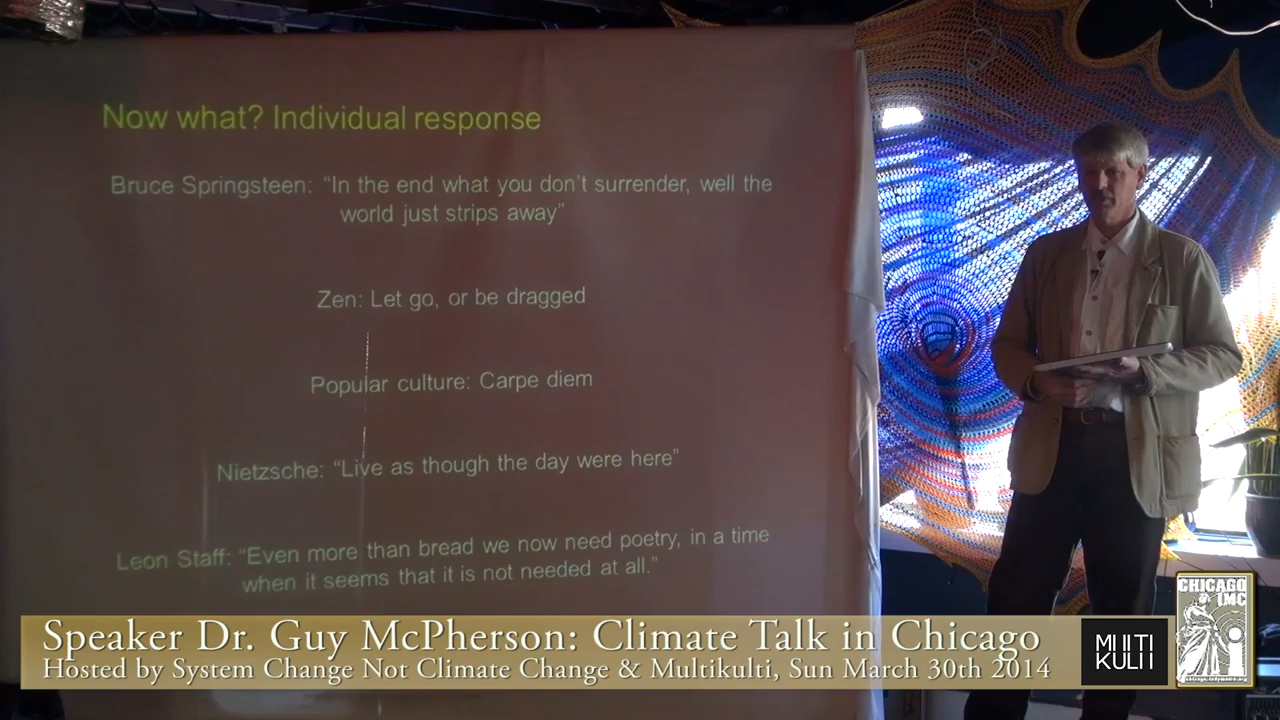 Now what? Individual response
Bruce Springsteen: “In the end what you don’t surrender, well the
world just strips away”
Zen: Let go, or be dragged
Popular culture: Carpe diem
Nietzsche: “Live as though the day were here”
Leon Staff: “Even more than bread we now need poetry, in a time
when it seems that it is not needed at all.”
Speaker Dr. Guy McPherson: Climate Talk in Chicago
Hosted by System Change Not Climate Change & Multikulti, Sun March 30th 2014
MULTI
KULTI
CHICAGO
IMC
chicago.indymedia.org